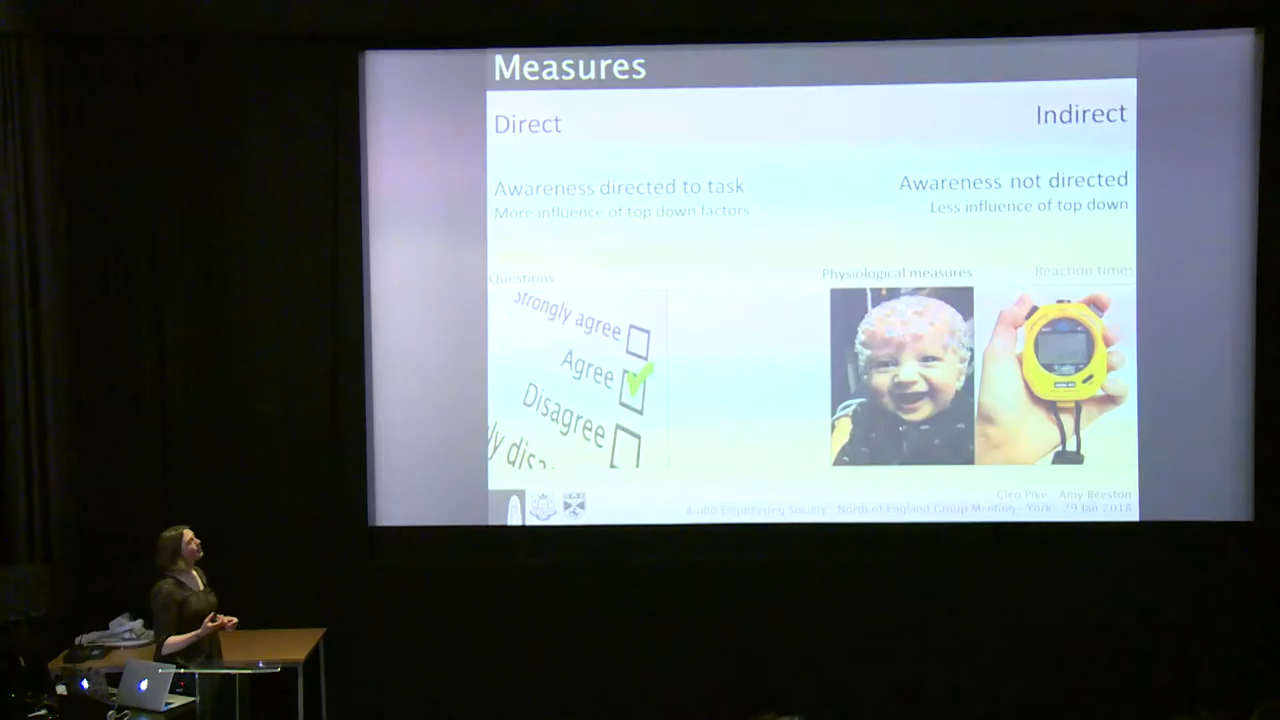 Measures
Direct
Indirect
Awareness directed to task
More influence of top down factors
Awareness not directed
Less influence of top down
Questions
Physiological measures
Reaction times
Strongly agree
Agree
Disagree
ly disa
Cleo Pike Amy Beeston
Audio Engineering Society North of England Group Meeting York 29 Jan 2018